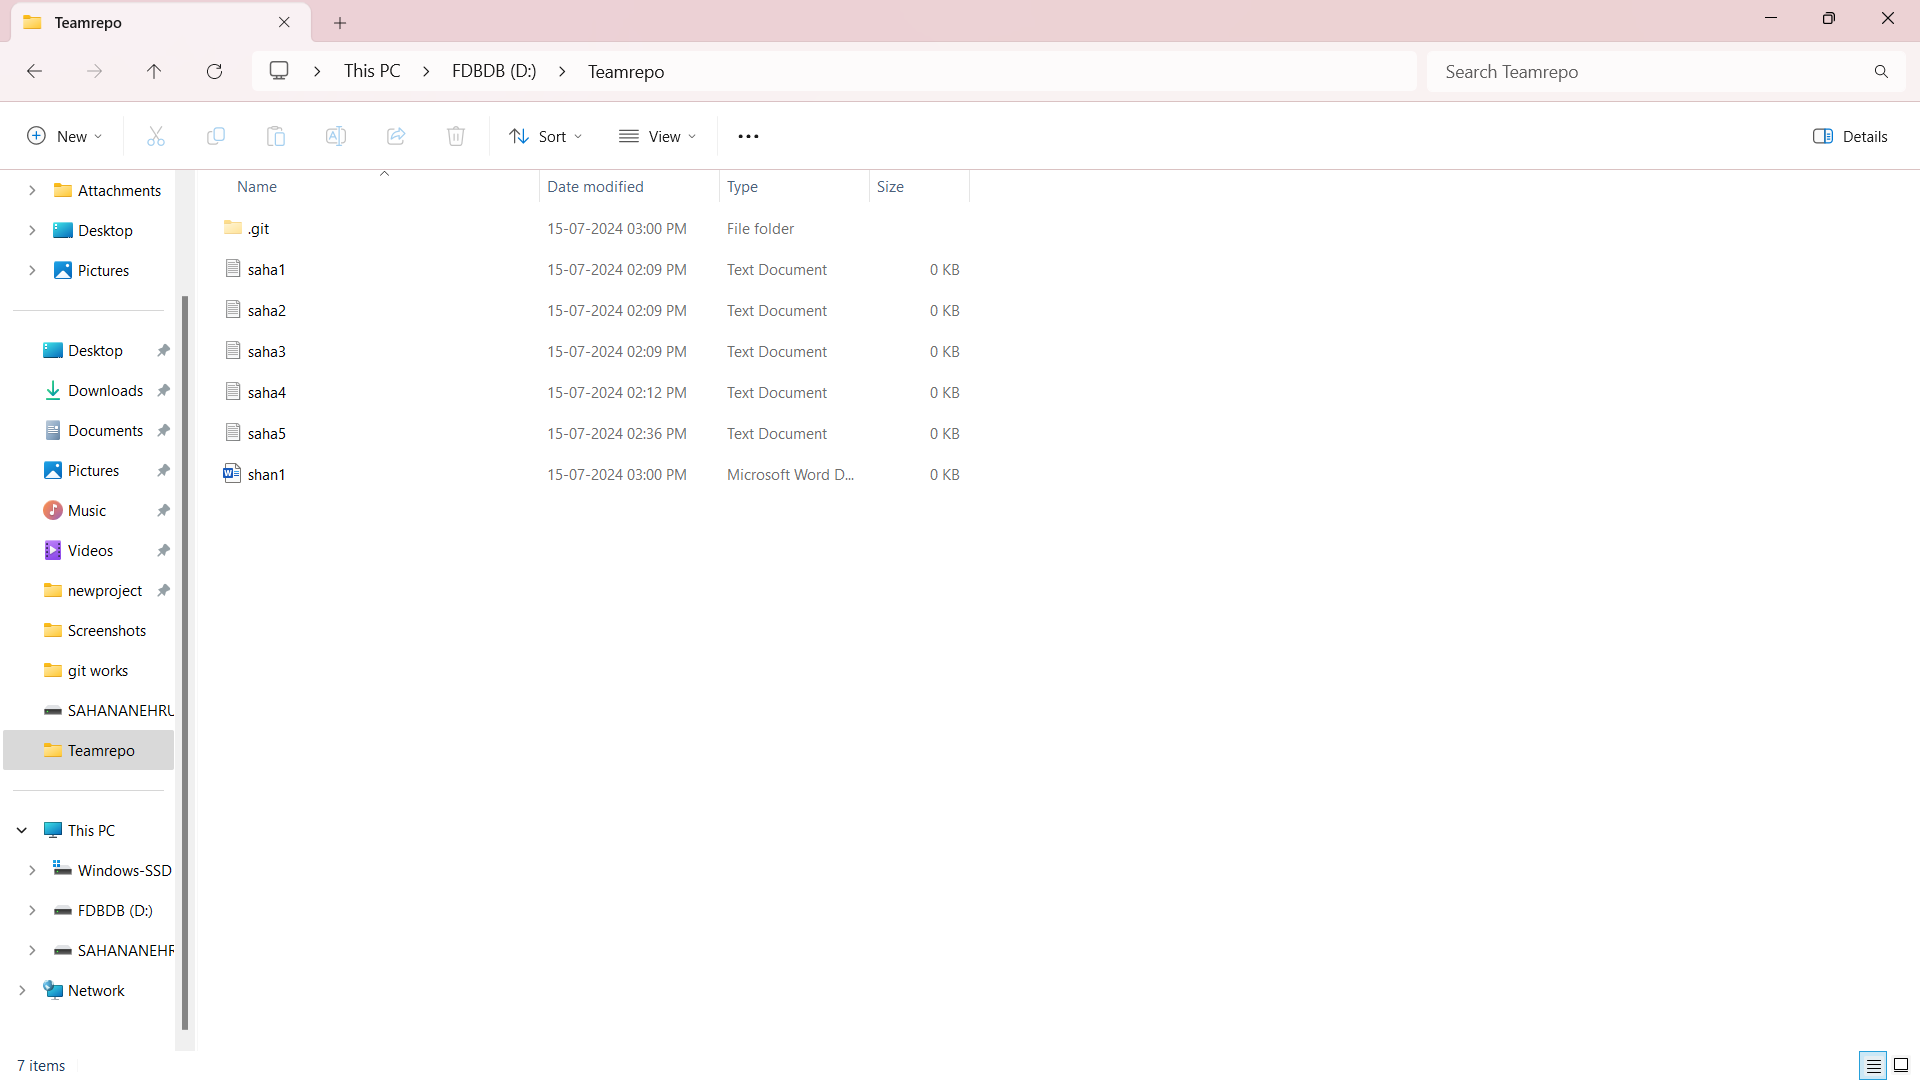 Teamrepo
This PC > FDBDB (D:) > Teamrepo
Search Teamrepo
New
Sort
View
Details
Attachments
Desktop
Pictures
Desktop
Downloads
Documents
Pictures
Music
Videos
newproject
Screenshots
git works
SAHANANEHRU
Teamrepo
This PC
Windows-SSD
FDBDB (D:)
SAHANANEHR
Network
Name Date modified Type Size
.git 15-07-2024 03:00 PM File folder
saha1 15-07-2024 02:09 PM Text Document 0 KB
saha2 15-07-2024 02:09 PM Text Document 0 KB
saha3 15-07-2024 02:09 PM Text Document 0 KB
saha4 15-07-2024 02:12 PM Text Document 0 KB
saha5 15-07-2024 02:36 PM Text Document 0 KB
shan1 15-07-2024 03:00 PM Microsoft Word D... 0 KB
7 items